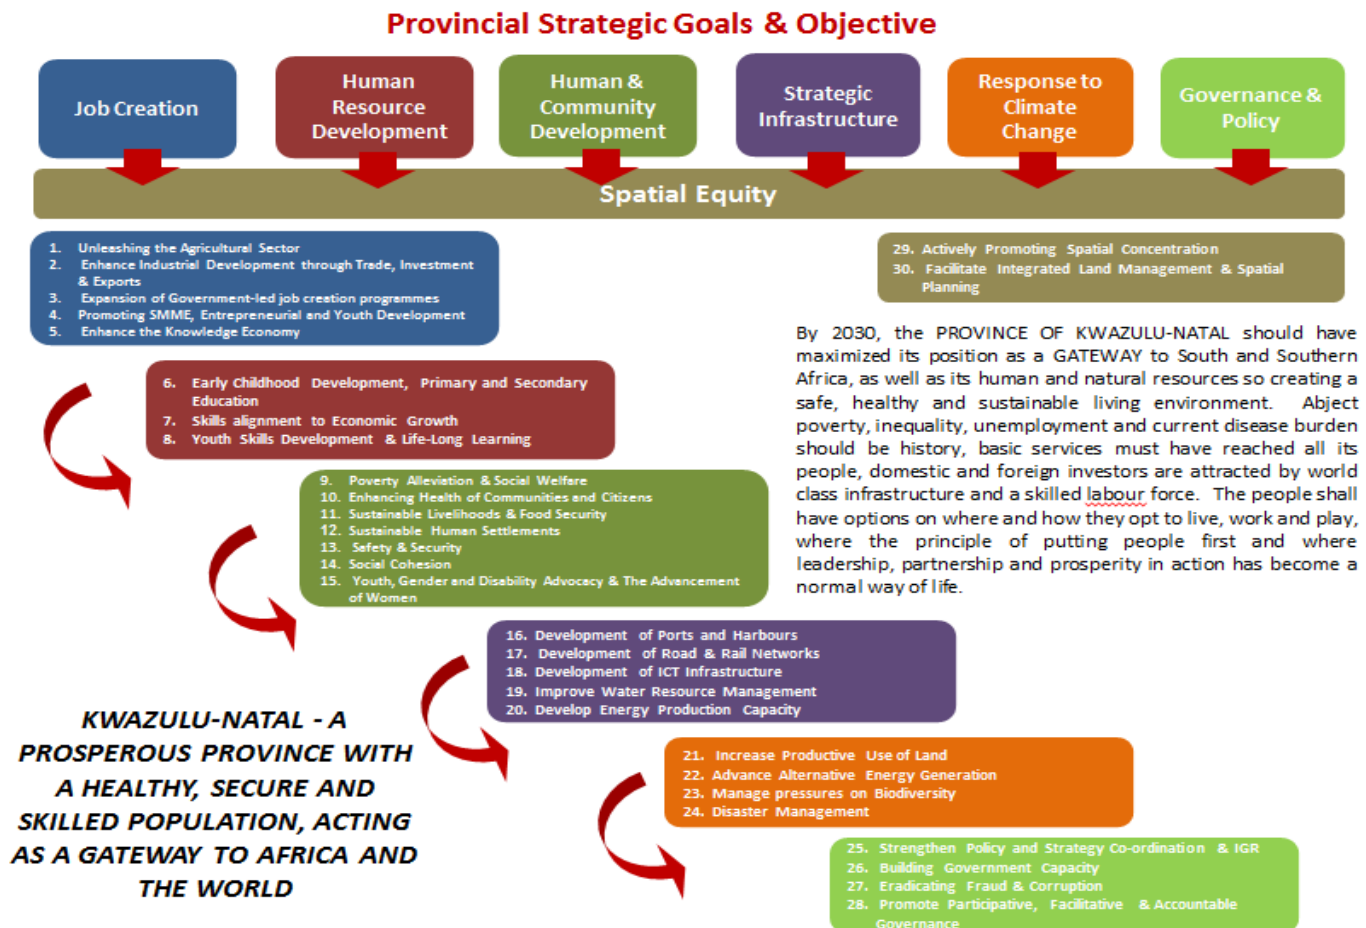 Provincial Strategic Goals & Objective
Job Creation
Human
Resource
Development
Human &
Community
Development
Strategic
Infrastructure
Response to
Climate
Change
Governance &
Policy
Spatial Equity
1. Unleashing the Agricultural Sector
2. Enhance Industrial Development through Trade, Investment
& Exports
3. Expansion of Government-led job creation programmes
4. Promoting SMME, Entrepreneurial and Youth Development
5. Enhance the Knowledge Economy
29. Actively Promoting Spatial Concentration
30. Facilitate Integrated Land Management & Spatial
Planning
6. Early Childhood Development, Primary and Secondary
Education
7. Skills alignment to Economic Growth
8. Youth Skills Development & Life-Long Learning
By 2030, the PROVINCE OF KWAZULU-NATAL should have
maximized its position as a GATEWAY to South and Southern
Africa, as well as its human and natural resources so creating a
safe, healthy and sustainable living environment. Abject
poverty, inequality, unemployment and current disease burden
should be history, basic services must have reached all its
people, domestic and foreign investors are attracted by world
class infrastructure and a skilled labour force. The people shall
have options on where and how they opt to live, work and play,
where the principle of putting people first and where
leadership, partnership and prosperity in action has become a
normal way of life.
9. Poverty Alleviation & Social Welfare
10. Enhancing Health of Communities and Citizens
11. Sustainable Livelihoods & Food Security
12. Sustainable Human Settlements
13. Safety & Security
14. Social Cohesion
15. Youth, Gender and Disability Advocacy & The Advancement
of Women
16. Development of Ports and Harbours
17. Development of Road & Rail Networks
18. Development of ICT Infrastructure
19. Improve Water Resource Management
20. Develop Energy Production Capacity
KWAZULU-NATAL - A
PROSPEROUS PROVINCE WITH
A HEALTHY, SECURE AND
SKILLED POPULATION, ACTING
AS A GATEWAY TO AFRICA AND
THE WORLD
21. Increase Productive Use of Land
22. Advance Alternative Energy Generation
23. Manage pressures on Biodiversity
24. Disaster Management
25. Strengthen Policy and Strategy Co-ordination & IGR
26. Building Government Capacity
27. Eradicating Fraud & Corruption
28. Promote Participative, Facilitative & Accountable
Governance